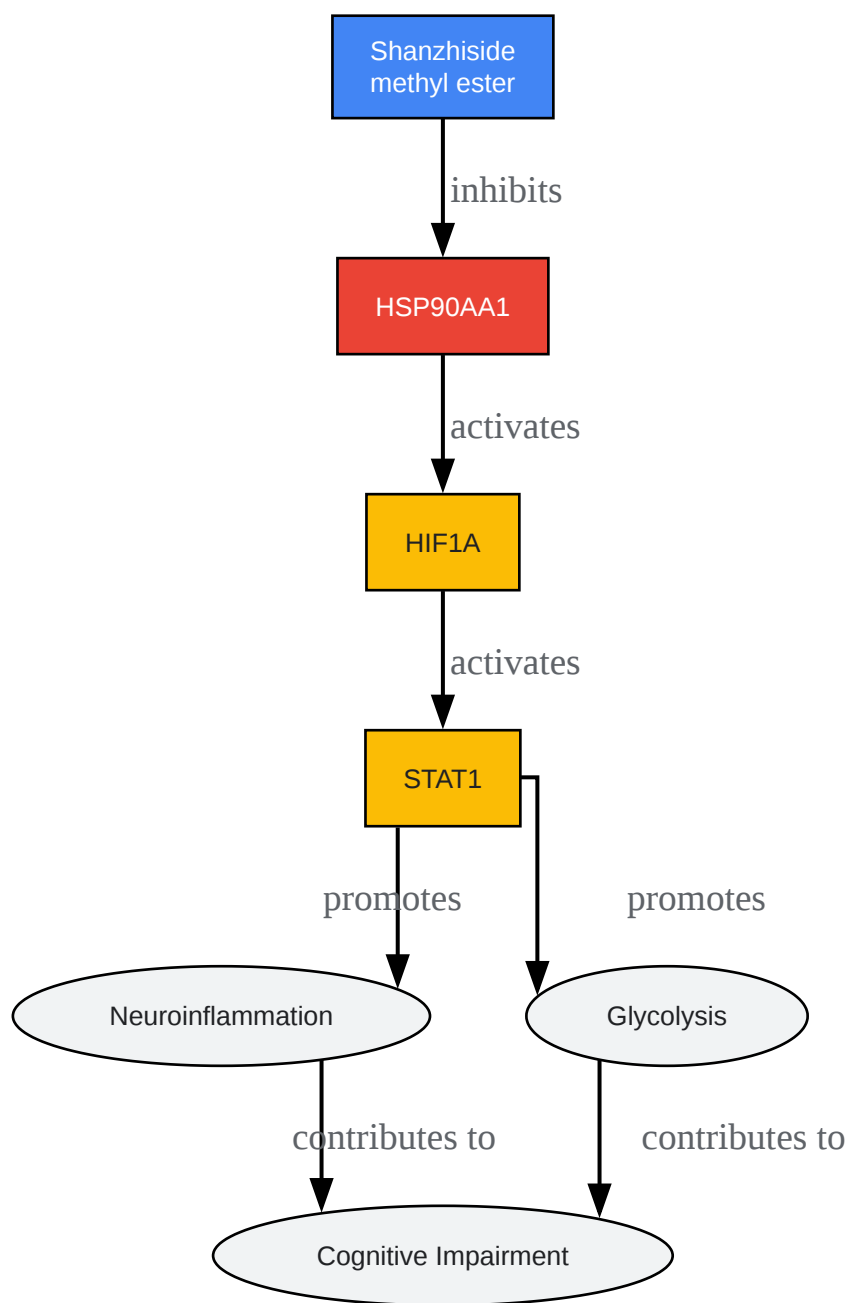 Shanzhiside
methyl ester
inhibits
HSP90AA1
activates
HIF1A
activates
STAT1
promotes
promotes
Neuroinflammation
Glycolysis
contributes to
contributes to
Cognitive Impairment